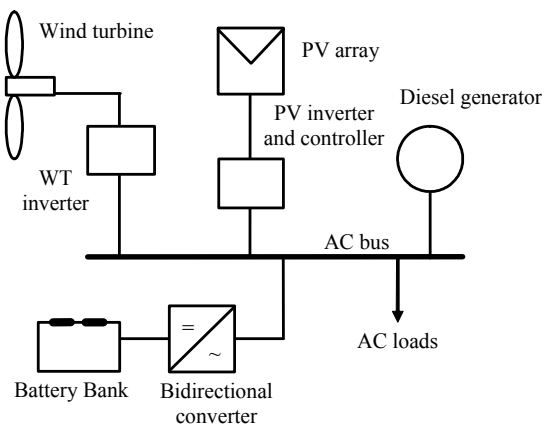 Wind turbine
PV array
Diesel generator
PV inverter
and controller
WT
inverter
AC bus
=
~
AC loads
Battery Bank
Bidirectional
converter